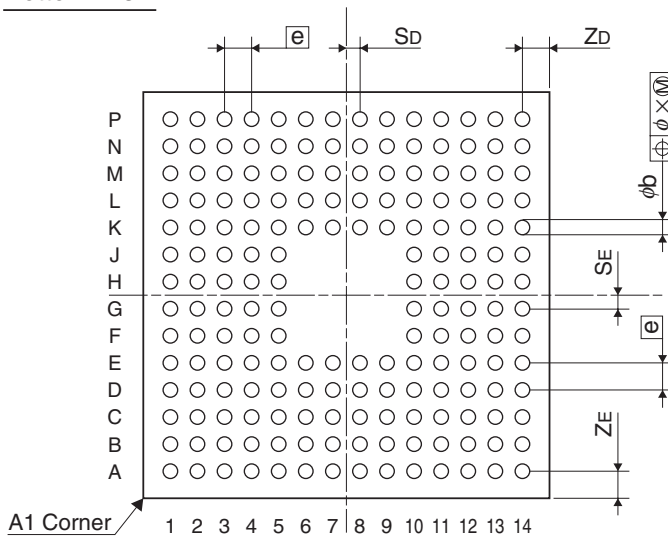 e SD ZD
⌖ ϕ × Ⓜ
ϕb
P
N
M
L
K
J
H
SE
G
F
e
E
D
C
ZE
B
A
A1 Corner
1 2 3 4 5 6 7 8 9 10 11 12 13 14